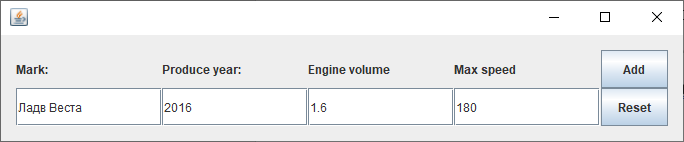 Mark: Produce year: Engine volume Max speed Add
Ладв Веста 2016 1.6 180 Reset